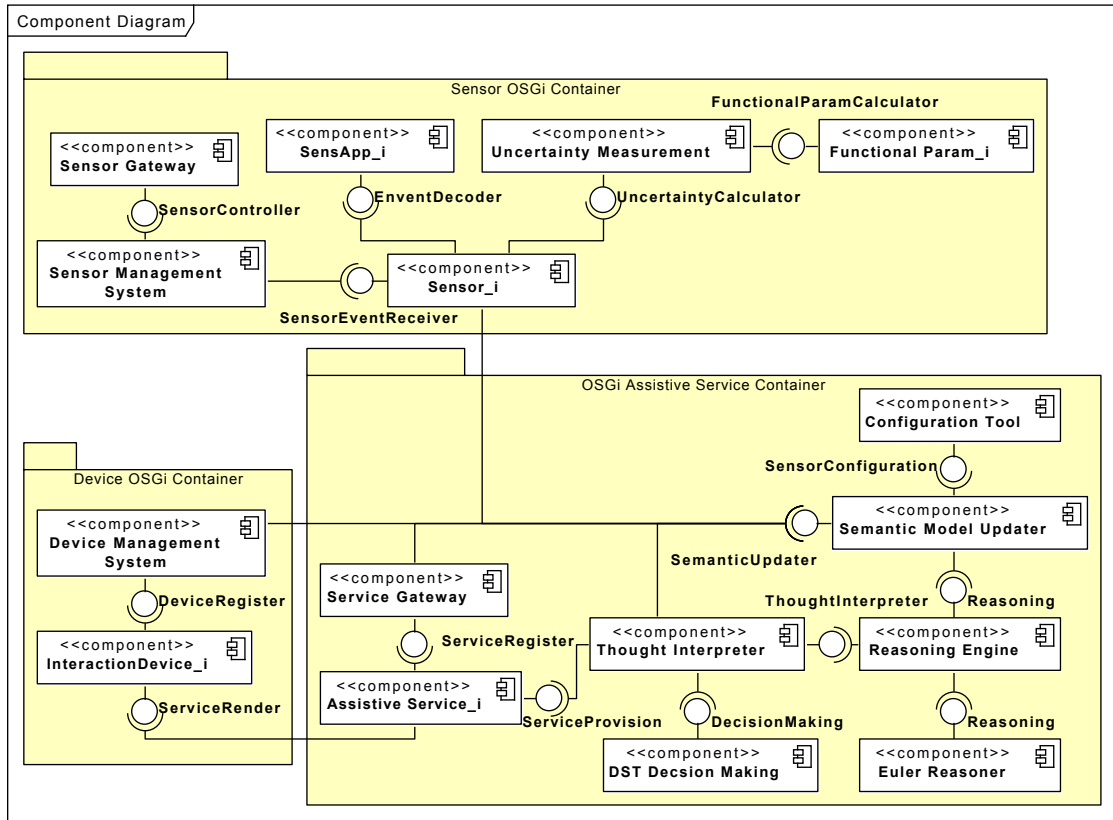 Component Diagram
Sensor OSGi Container
FunctionalParamCalculator
<<component>>
Sensor Gateway
<<component>>
SensApp_i
<<component>>
Uncertainty Measurement
<<component>>
Functional Param_i
SensorController
EnventDecoder
UncertaintyCalculator
<<component>>
Sensor Management
System
<<component>>
Sensor_i
SensorEventReceiver
OSGi Assistive Service Container
<<component>>
Configuration Tool
SensorConfiguration
Device OSGi Container
<<component>>
Device Management
System
<<component>>
Semantic Model Updater
SemanticUpdater
<<component>>
Service Gateway
DeviceRegister
ThoughtInterpreter
Reasoning
<<component>>
InteractionDevice_i
ServiceRegister
<<component>>
Thought Interpreter
<<component>>
Reasoning Engine
<<component>>
Assistive Service_i
ServiceRender
ServiceProvision
DecisionMaking
Reasoning
<<component>>
DST Decsion Making
<<component>>
Euler Reasoner